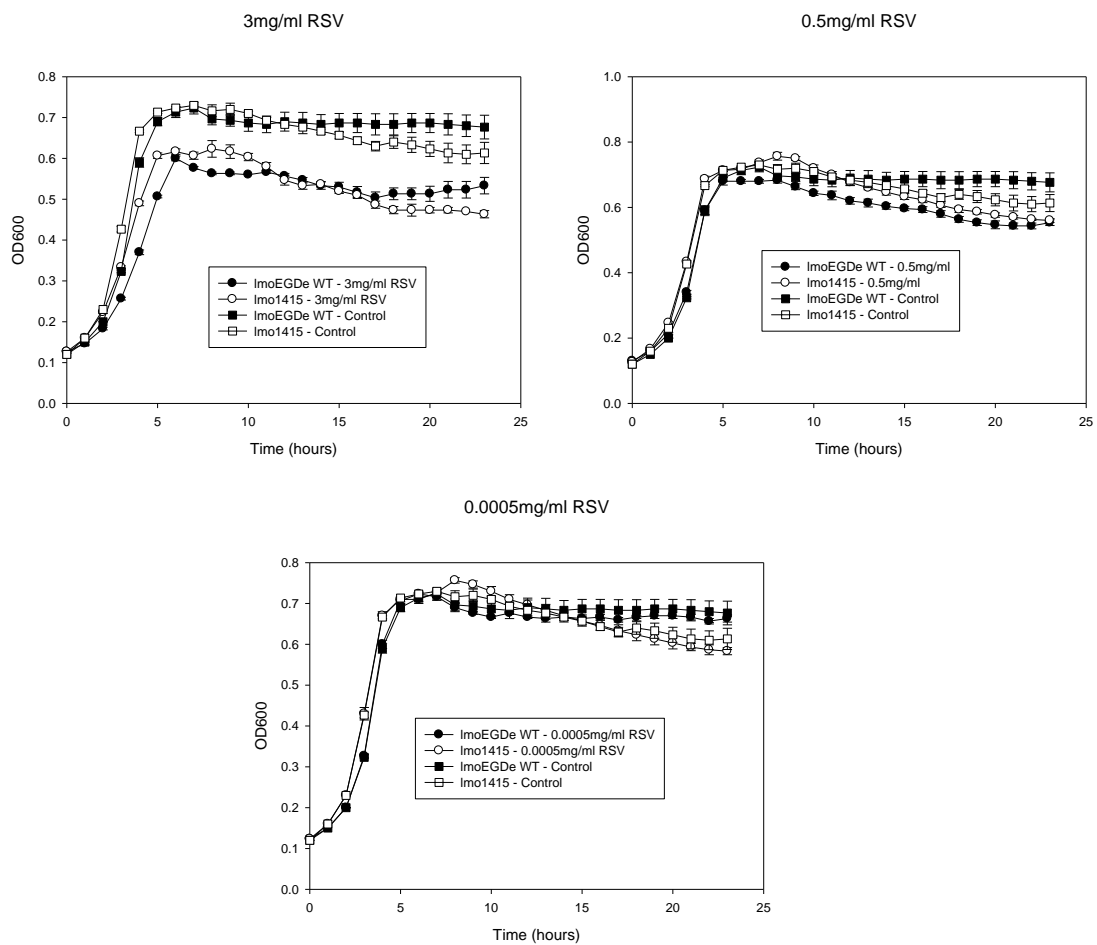 3mg/ml RSV
0.8
0.7
0.6
0.5
0.4
0.3
0.2
0.1
0.0
OD600
lmoEGDe WT - 3mg/ml RSV
lmo1415 - 3mg/ml RSV
lmoEGDe WT - Control
lmo1415 - Control
0 5 10 15 20 25
Time (hours)
0.5mg/ml RSV
1.0
0.8
0.6
0.4
0.2
0.0
OD600
lmoEGDe WT - 0.5mg/ml
lmo1415 - 0.5mg/ml
lmoEGDe WT - Control
lmo1415 - Control
0 5 10 15 20 25
Time (hours)
0.0005mg/ml RSV
0.8
0.7
0.6
0.5
0.4
0.3
0.2
0.1
0.0
OD600
lmoEGDe WT - 0.0005mg/ml RSV
lmo1415 - 0.0005mg/ml RSV
lmoEGDe WT - Control
lmo1415 - Control
0 5 10 15 20 25
Time (hours)